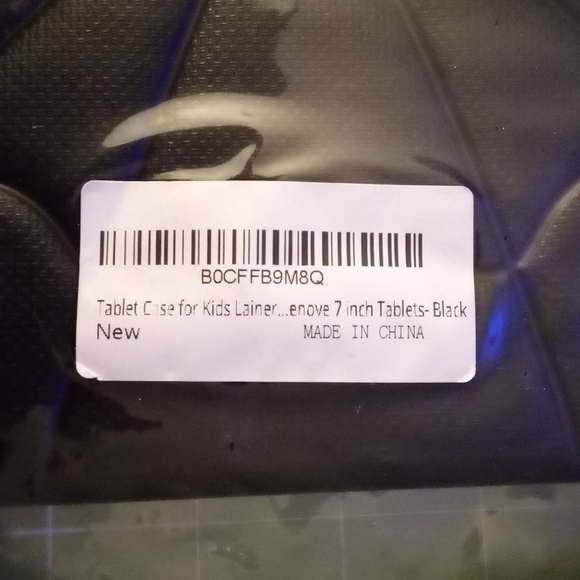 B0CFFB9M8Q
Tablet Case for Kids Lainer...enove 7 inch Tablets- Black
New MADE IN CHINA